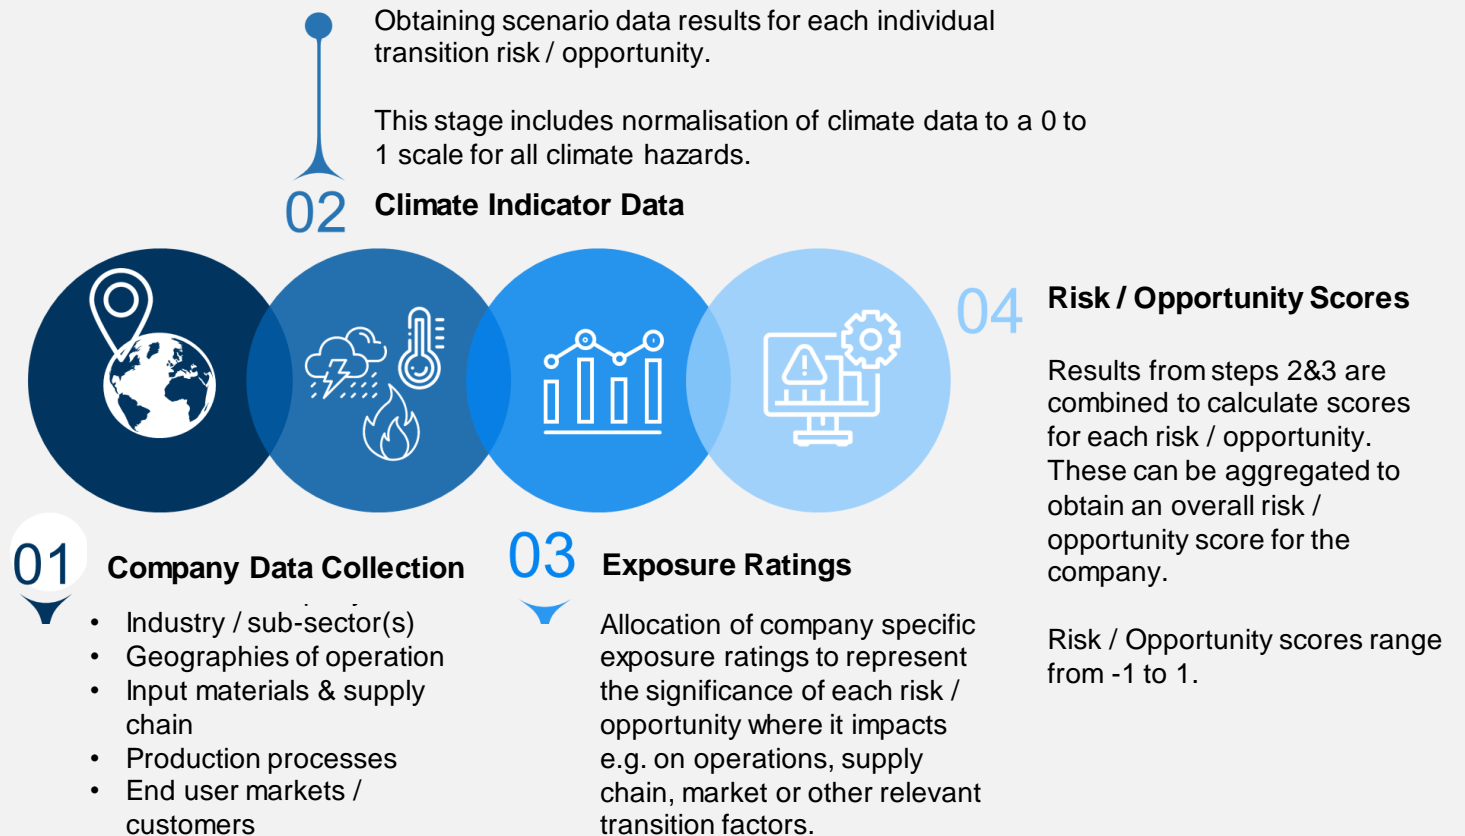 Obtaining scenario data results for each individual
transition risk / opportunity.
This stage includes normalisation of climate data to a 0 to
1 scale for all climate hazards.
02
Climate Indicator Data
04
Risk / Opportunity Scores
Results from steps 2&3 are
combined to calculate scores
for each risk / opportunity.
These can be aggregated to
obtain an overall risk /
opportunity score for the
company.
Risk / Opportunity scores range
from -1 to 1.
01
Company Data Collection
• Industry / sub-sector(s)
• Geographies of operation
• Input materials & supply
chain
• Production processes
• End user markets /
customers
03
Exposure Ratings
Allocation of company specific
exposure ratings to represent
the significance of each risk /
opportunity where it impacts
e.g. on operations, supply
chain, market or other relevant
transition factors.